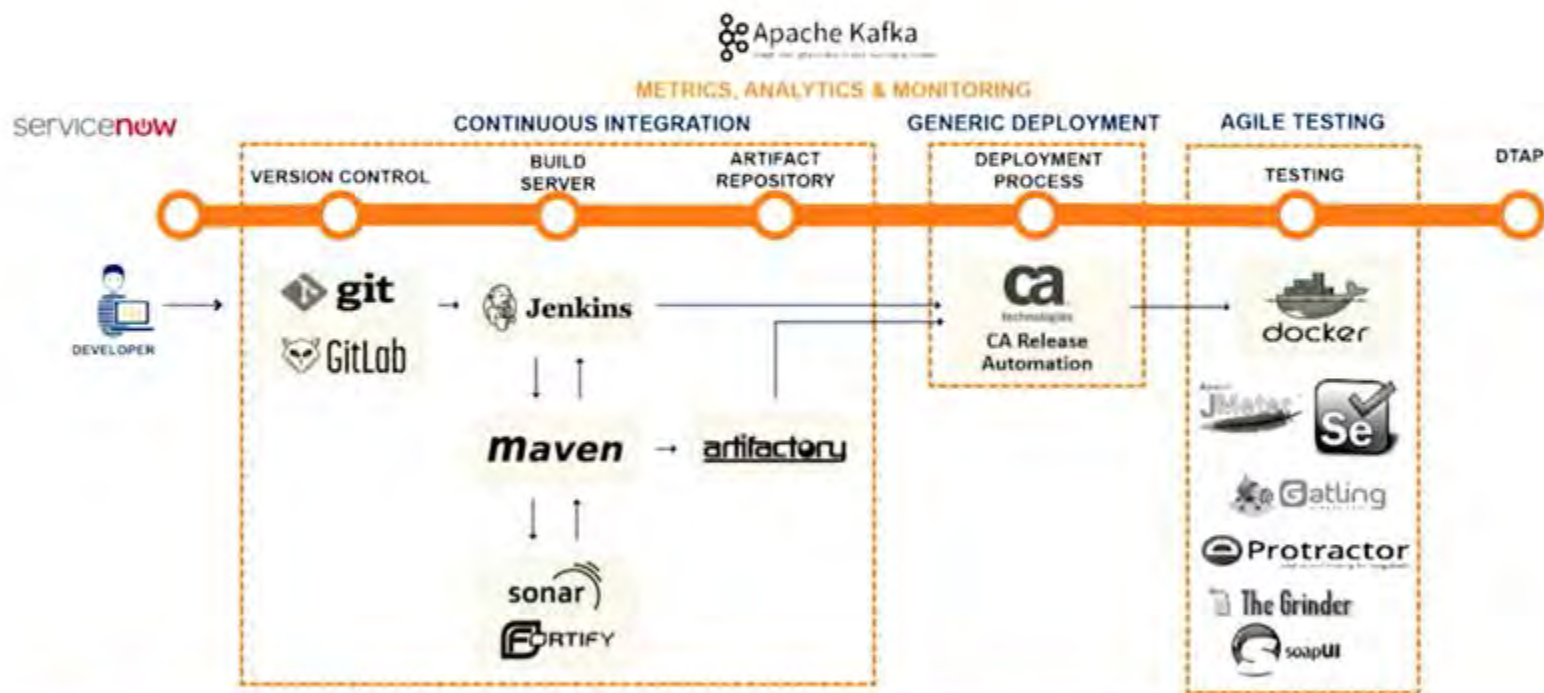 Apache Kafka
METRICS, ANALYTICS & MONITORING
servicenow
CONTINUOUS INTEGRATION
GENERIC DEPLOYMENT
AGILE TESTING
VERSION CONTROL
BUILD
SERVER
ARTIFACT
REPOSITORY
DEPLOYMENT
PROCESS
TESTING
DTAP
DEVELOPER
git
GitLab
Jenkins
maven
artifactory
sonar
FORTIFY
ca
technologies
CA Release
Automation
docker
Apache
JMeter
Se
Gatling
Protractor
The Grinder
soapUI